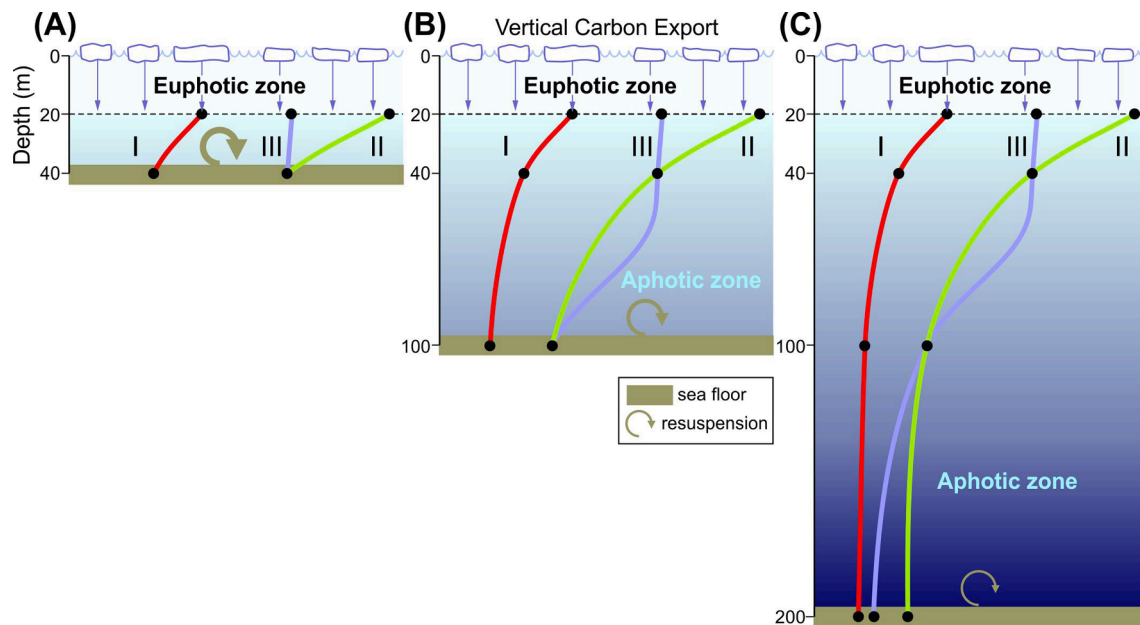 (A)
(B)
Vertical Carbon Export
(C)
0
Euphotic zone
20
I
III
II
40
Depth (m)
0
Euphotic zone
20
I
III
II
40
Aphotic zone
100
sea floor
resuspension
0
Euphotic zone
20
I
III
II
40
100
Aphotic zone
200